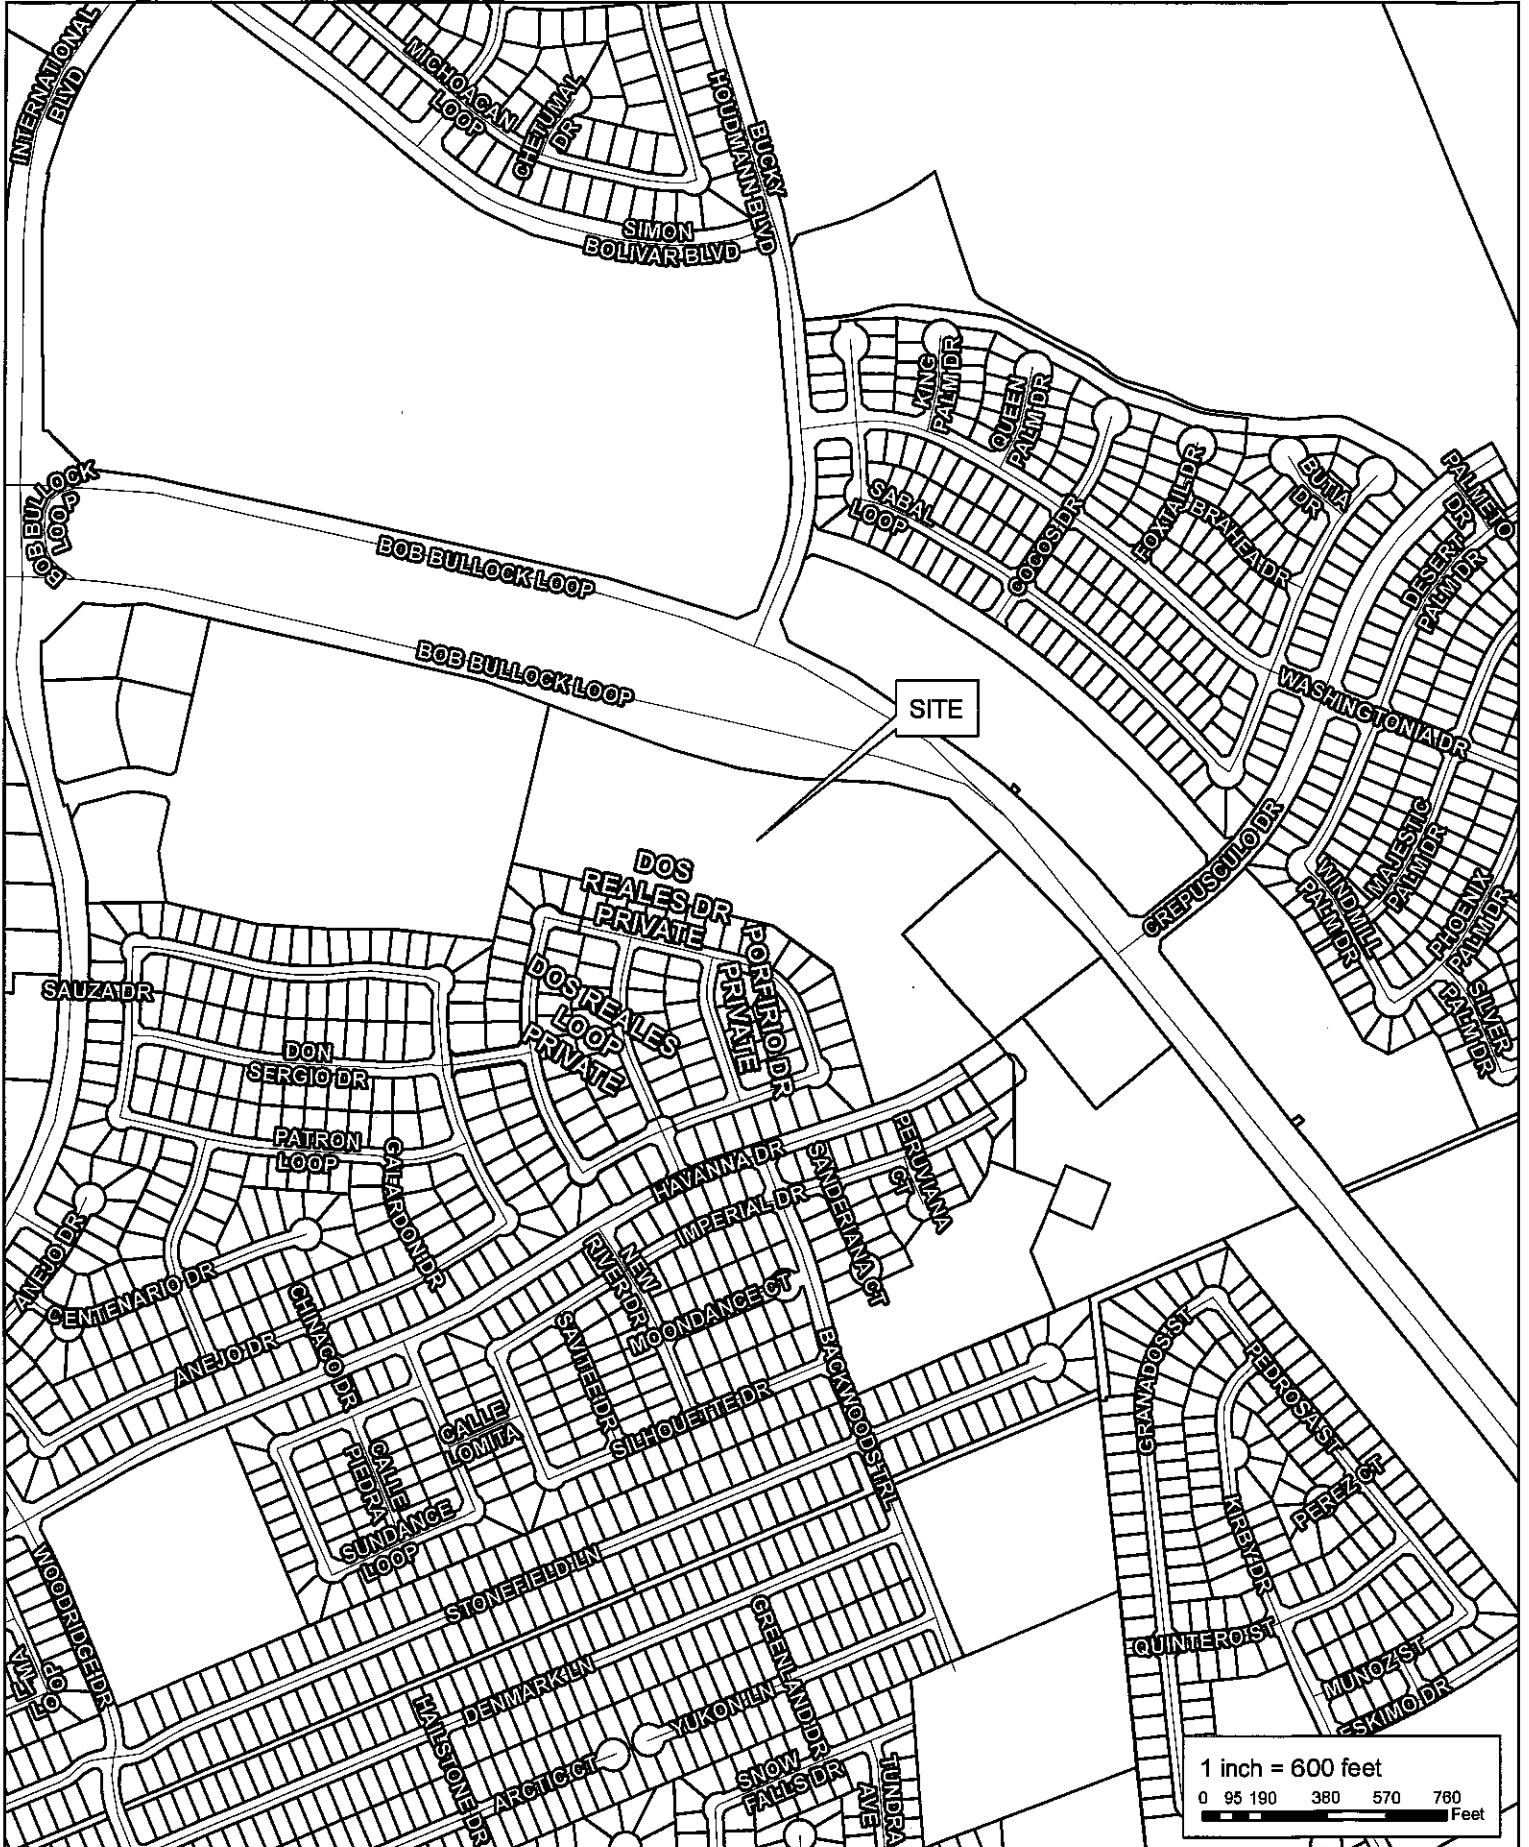 INTERNATIONAL
BLVD
MICHOACAN
LOOP
CHETUMAL
DR
BUCKY
HOUDMANN BLVD
SIMON
BOLIVAR BLVD
KING
PALM DR
QUEEN
PALM DR
SABAL
LOOP
COCOS DR
FOXTAIL DR
BRAHEA DR
BUTIA
DR
PALMETO
DR
DESERT
PALM DR
BOB BULLOCK
LOOP
BOB BULLOCK LOOP
BOB BULLOCK LOOP
WASHINGTONIA DR
SITE
CREPUSCULO DR
WINDMILL
PALM DR
MAJESTIC
PALM DR
PHOENIX
PALM DR
SILVER
PALM DR
DOS
REALES DR
PRIVATE
DOS REALES
LOOP
PRIVATE
PORFIRIO DR
PRIVATE
SAUZA DR
DON
SERGIO DR
PATRON
LOOP
GALARDON DR
HAVANNA DR
IMPERIAL DR
SANDERIANA CT
PERUVIANA
CT
ANEJO DR
CENTENARIO DR
ANEJO DR
CHINACO DR
NEW
RIVER DR
MOONDANCE CT
SAVITEE DR
SILHOUETTE DR
BACKWOODS TRL
CALLE
LOMITA
CALLE
PIEDRA
SUNDANCE
LOOP
STONEFIELD LN
GRANADOS ST
PEDROSA ST
PEREZ CT
KIRBY DR
QUINTERO ST
MUNOZ ST
ESKIMO DR
WOODRIDGE DR
EMA
LOOP
DENMARK LN
GREENLAND DR
YUKON LN
HAILSTONE DR
ARCTIC CT
SNOW
FALLS DR
TUNDRA
AVE
1 inch = 600 feet
0 95 190 380 570 760
Feet